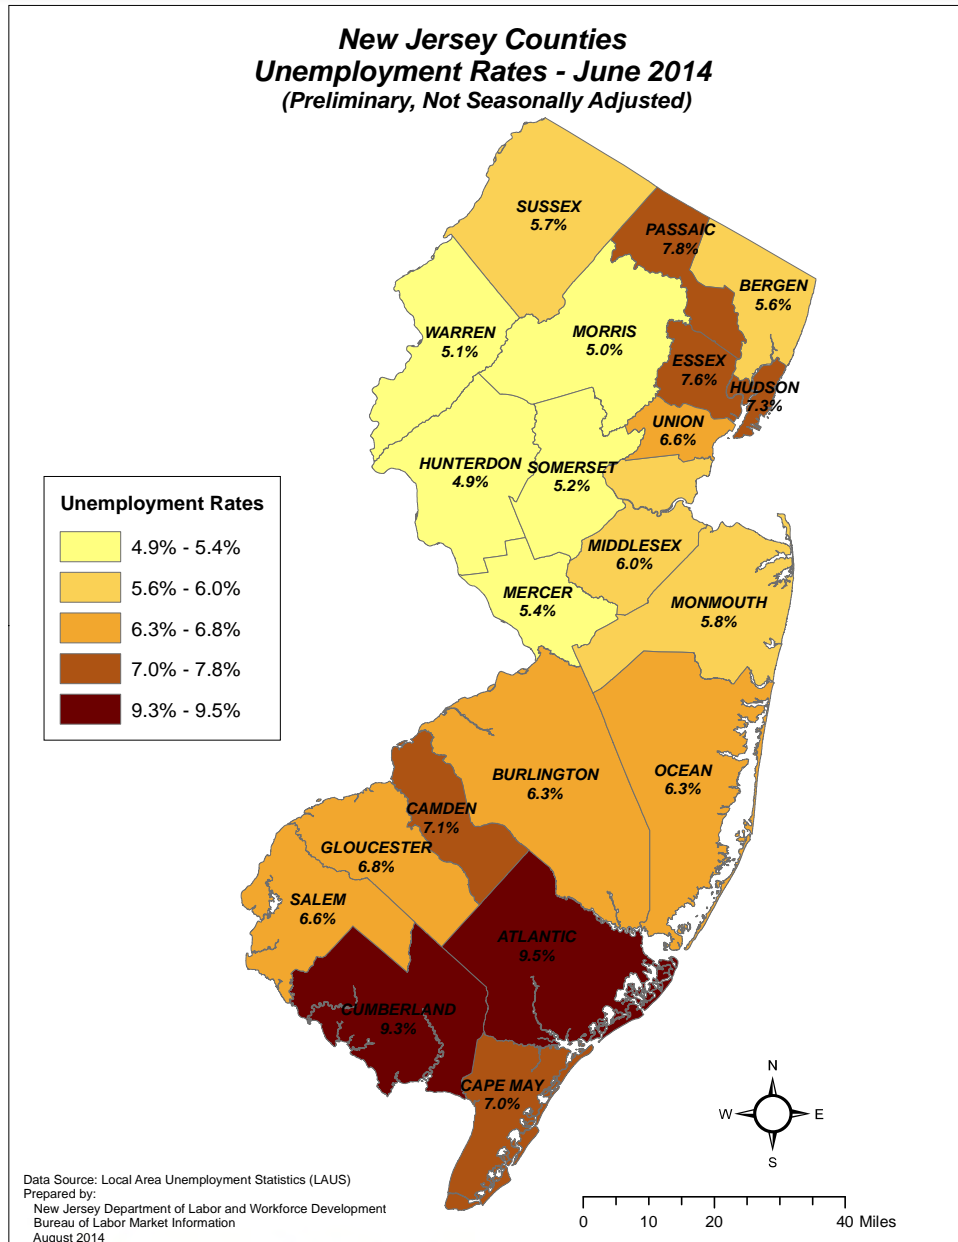 New Jersey Counties
Unemployment Rates - June 2014
(Preliminary, Not Seasonally Adjusted)
SUSSEX
5.7%
PASSAIC
7.8%
BERGEN
5.6%
WARREN
5.1%
MORRIS
5.0%
ESSEX
7.6%
HUDSON
7.3%
UNION
6.6%
HUNTERDON
4.9%
SOMERSET
5.2%
MIDDLESEX
6.0%
MERCER
5.4%
MONMOUTH
5.8%
Unemployment Rates
4.9% - 5.4%
5.6% - 6.0%
6.3% - 6.8%
7.0% - 7.8%
9.3% - 9.5%
BURLINGTON
6.3%
OCEAN
6.3%
CAMDEN
7.1%
GLOUCESTER
6.8%
SALEM
6.6%
ATLANTIC
9.5%
CUMBERLAND
9.3%
CAPE MAY
7.0%
N
W E
S
Data Source: Local Area Unemployment Statistics (LAUS)
Prepared by:
New Jersey Department of Labor and Workforce Development
Bureau of Labor Market Information
August 2014
0 10 20 40 Miles